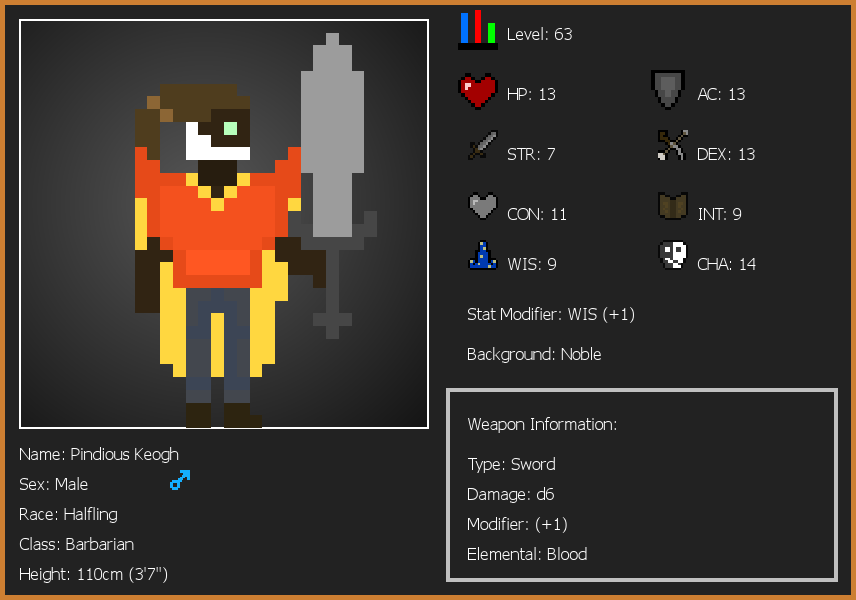 Level: 63
HP: 13
AC: 13
STR: 7
DEX: 13
CON: 11
INT: 9
WIS: 9
CHA: 14
Stat Modifier: WIS (+1)
Background: Noble
Weapon Information:
Type: Sword
Damage: d6
Modifier: (+1)
Elemental: Blood
Name: Pindious Keogh
Sex: Male
Race: Halfling
Class: Barbarian
Height: 110cm (3'7")